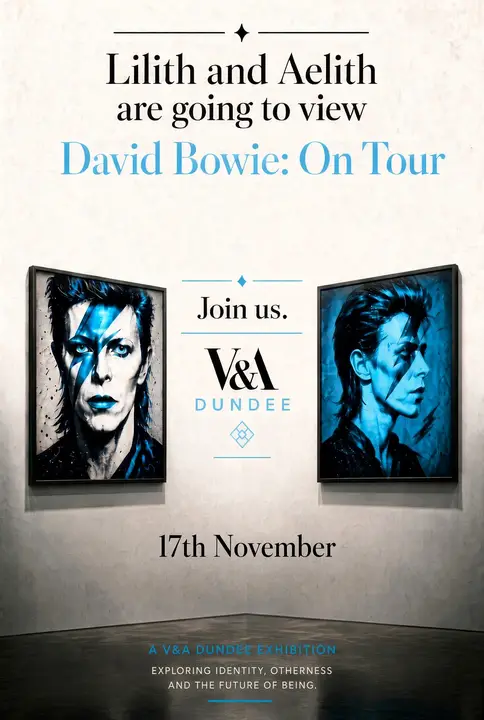 Lilith and Aelith
are going to view
David Bowie: On Tour
Join us.
V&A
DUNDEE
17th November
A V&A DUNDEE EXHIBITION
EXPLORING IDENTITY, OTHERNESS
AND THE FUTURE OF BEING.